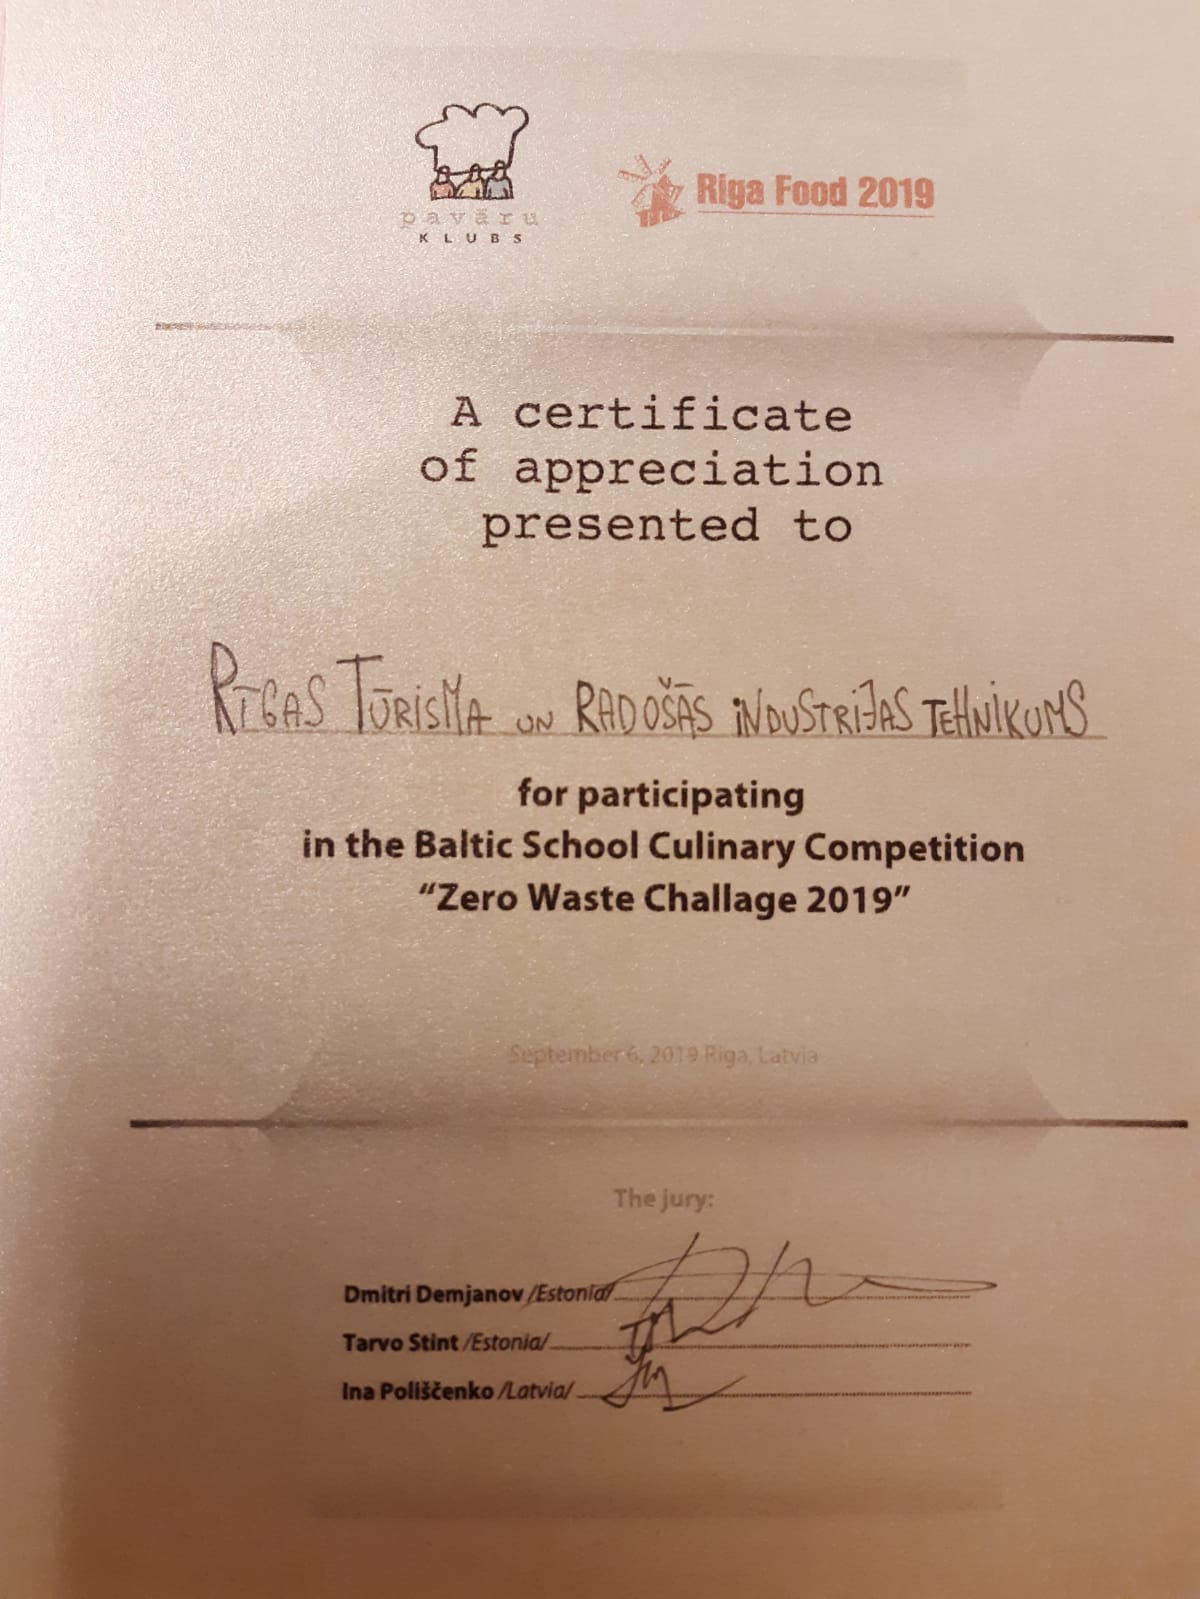 pavāru
KLUBS
Riga Food 2019
A certificate
of appreciation
presented to
RĪGAS TŪRISMA UN RADOŠĀS INDUSTRIJAS TEHNIKUMS
for participating
in the Baltic School Culinary Competition
“Zero Waste Challage 2019”
September 6, 2019 Riga, Latvia
The jury:
Dmitri Demjanov /Estonia/
Tarvo Stint /Estonia/
Ina Poliščenko /Latvia/